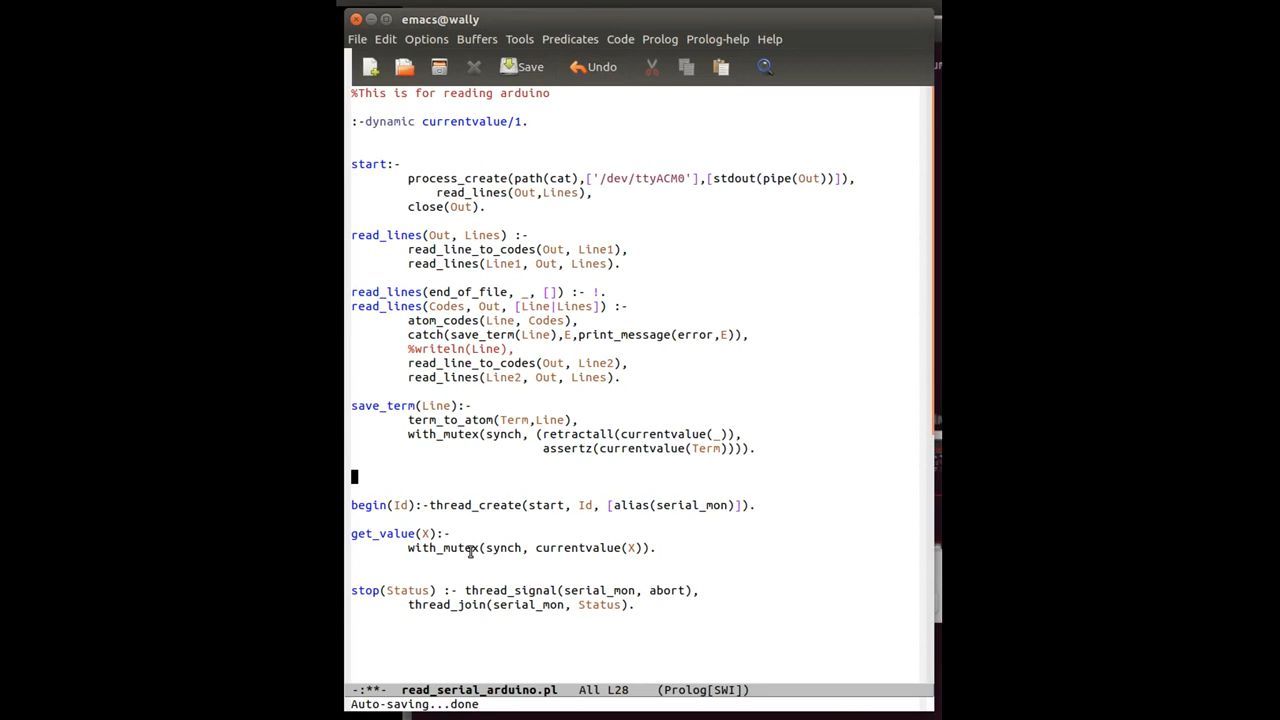 emacs@wally
File Edit Options Buffers Tools Predicates Code Prolog Prolog-help Help
Save Undo
%This is for reading arduino
:-dynamic currentvalue/1.
start:-
process_create(path(cat),['/dev/ttyACM0'],[stdout(pipe(Out))]),
read_lines(Out,Lines),
close(Out).
read_lines(Out, Lines) :-
read_line_to_codes(Out, Line1),
read_lines(Line1, Out, Lines).
read_lines(end_of_file, _, []) :- !.
read_lines(Codes, Out, [Line|Lines]) :-
atom_codes(Line, Codes),
catch(save_term(Line),E,print_message(error,E)),
%writeln(Line),
read_line_to_codes(Out, Line2),
read_lines(Line2, Out, Lines).
save_term(Line):-
term_to_atom(Term,Line),
with_mutex(synch, (retractall(currentvalue(_)),
assertz(currentvalue(Term)))).
begin(Id):-thread_create(start, Id, [alias(serial_mon)]).
get_value(X):-
with_mutex(synch, currentvalue(X)).
stop(Status) :- thread_signal(serial_mon, abort),
thread_join(serial_mon, Status).
-:**- read_serial_arduino.pl All L28 (Prolog[SWI])
Auto-saving...done